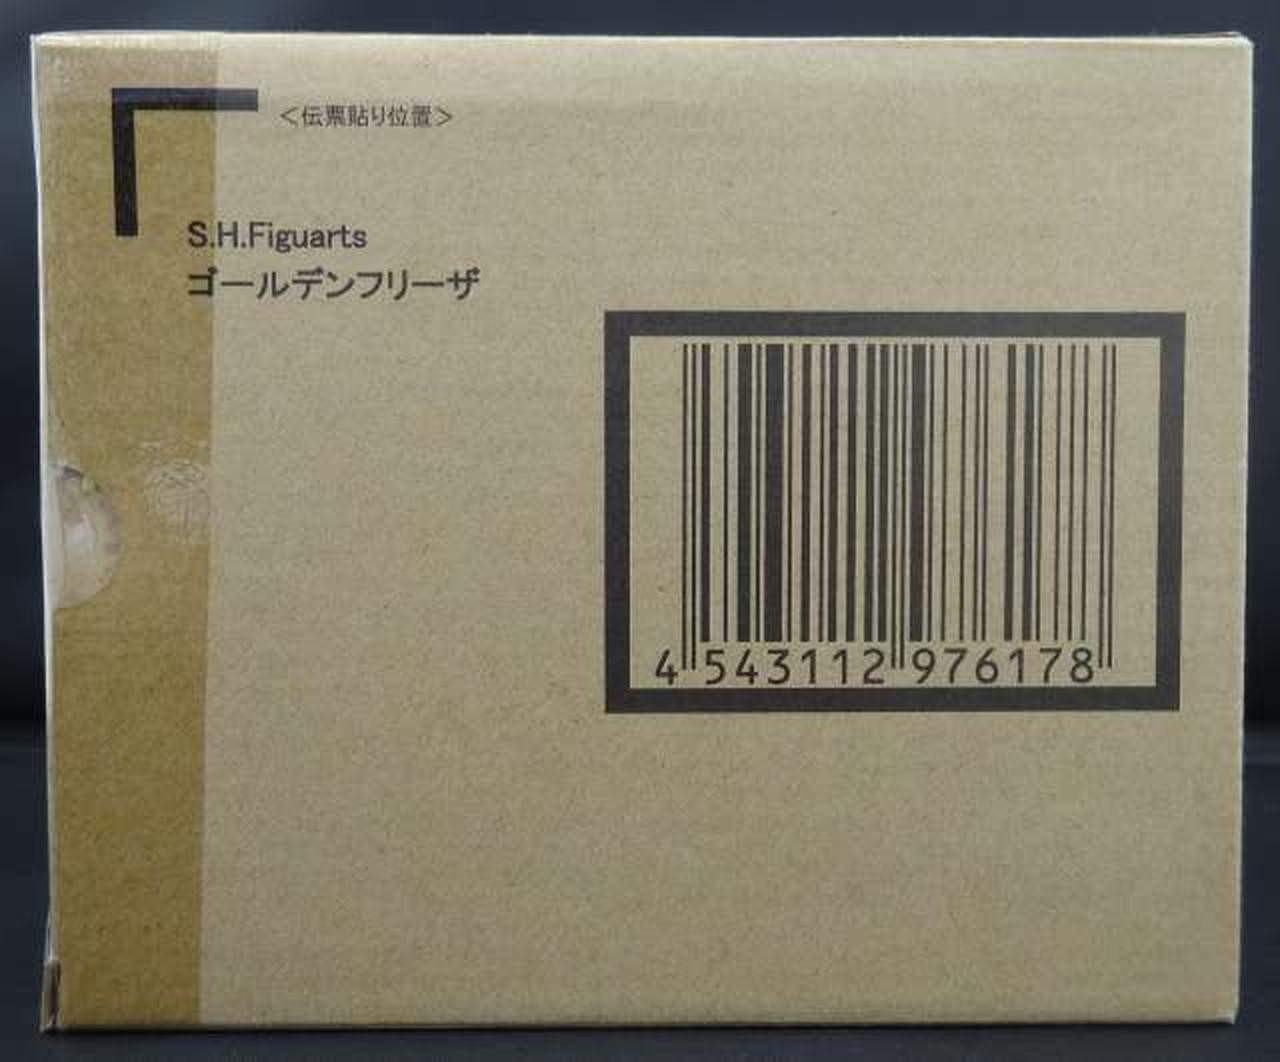 <伝票貼り位置>
S.H.Figuarts
ゴールデンフリーザ
4 543112 976178